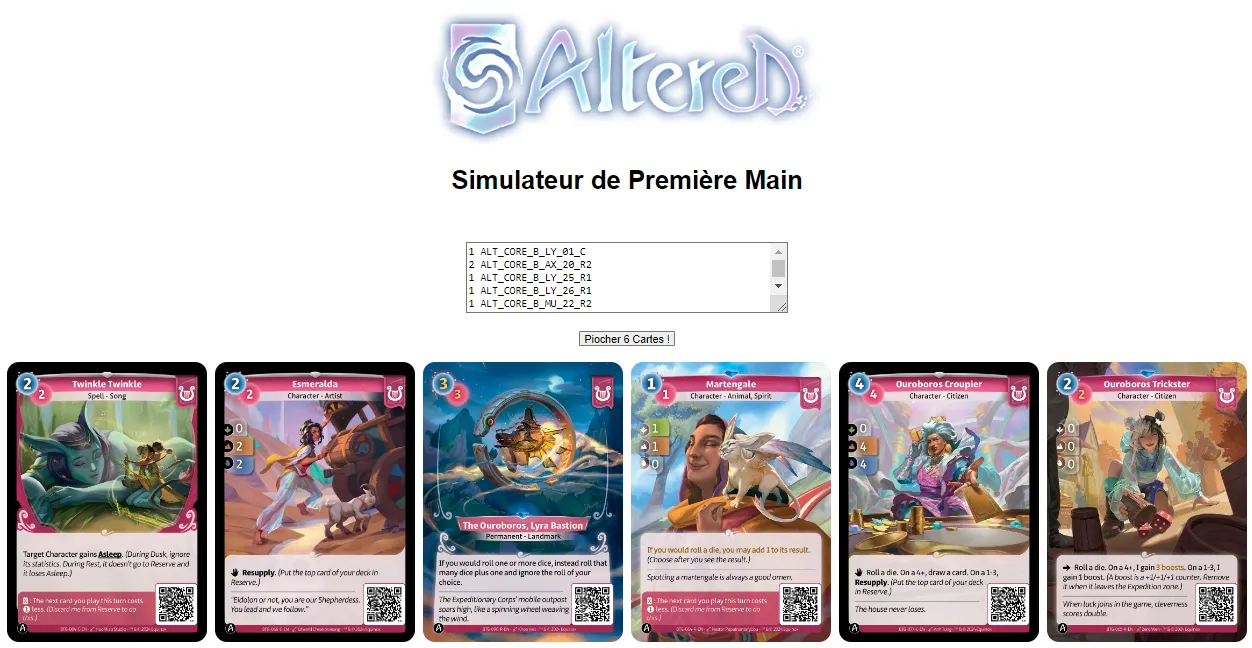 Altered®
Simulateur de Première Main
1 ALT_CORE_B_LY_01_C
2 ALT_CORE_B_AX_20_R2
1 ALT_CORE_B_LY_25_R1
1 ALT_CORE_B_LY_26_R1
1 ALT_CORE_B_MU_22_R2
Piocher 6 Cartes !
2
2
Twinkle Twinkle
Spell - Song
Target Character gains Asleep. (During Dusk, ignore
its statistics. During Rest, it doesn't go to Reserve and
it loses Asleep.)
: The next card you play this turn costs
1 less. (Discard me from Reserve to do
this.)
2
2
Esmeralda
Character - Artist
0
2
2
Resupply. (Put the top card of your deck in
Reserve.)
"Eidolon or not, you are our Shepherdess.
You lead and we follow."
3
3
The Ouroboros, Lyra Bastion
Permanent - Landmark
If you would roll one or more dice, instead roll that
many dice plus one and ignore the roll of your
choice.
The Expeditionary Corps' mobile outpost
soars high, like a spinning wheel weaving
the wind.
1
1
Martengale
Character - Animal, Spirit
1
1
0
If you would roll a die, you may add 1 to its result.
(Choose after you see the result.)
Spotting a martengale is always a good omen.
: The next card you play this turn costs
1 less. (Discard me from Reserve to do
this.)
4
4
Ouroboros Croupier
Character - Citizen
0
4
4
Roll a die. On a 4+, draw a card. On a 1-3,
Resupply. (Put the top card of your deck
in Reserve.)
The house never loses.
2
2
Ouroboros Trickster
Character - Citizen
0
0
0
Roll a die. On a 4+, I gain 3 boosts. On a 1-3, I
gain 1 boost. (A boost is a +1/+1/+1 counter. Remove
it when it leaves the Expedition zone.)
When luck joins in the game, cleverness
scores double.